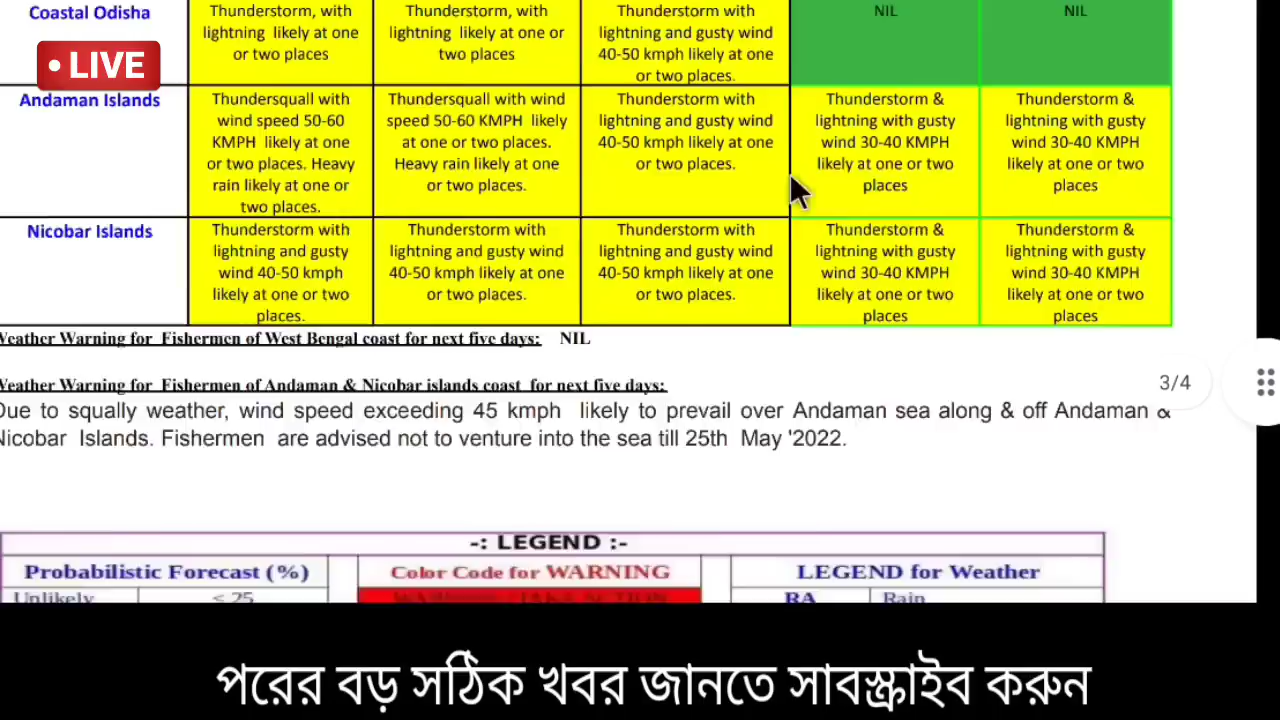 Coastal Odisha
Thunderstorm, with
lightning likely at one
or two places
Thunderstorm, with
lightning likely at one or
two places
Thunderstorm with
lightning and gusty wind
40-50 kmph likely at one
or two places.
NIL
NIL
• LIVE
Andaman Islands
Thundersquall with
wind speed 50-60
KMPH likely at one
or two places. Heavy
rain likely at one or
two places.
Thundersquall with wind
speed 50-60 KMPH likely
at one or two places.
Heavy rain likely at one
or two places.
Thunderstorm with
lightning and gusty wind
40-50 kmph likely at one
or two places.
Thunderstorm &
lightning with gusty
wind 30-40 KMPH
likely at one or two
places
Thunderstorm &
lightning with gusty
wind 30-40 KMPH
likely at one or two
places
Nicobar Islands
Thunderstorm with
lightning and gusty
wind 40-50 kmph
likely at one or two
places.
Thunderstorm with
lightning and gusty wind
40-50 kmph likely at one
or two places.
Thunderstorm with
lightning and gusty wind
40-50 kmph likely at one
or two places.
Thunderstorm &
lightning with gusty
wind 30-40 KMPH
likely at one or two
places
Thunderstorm &
lightning with gusty
wind 30-40 KMPH
likely at one or two
places
Weather Warning for Fishermen of West Bengal coast for next five days: NIL
Weather Warning for Fishermen of Andaman & Nicobar islands coast for next five days:
3/4
Due to squally weather, wind speed exceeding 45 kmph likely to prevail over Andaman sea along & off Andaman &
Nicobar Islands. Fishermen are advised not to venture into the sea till 25th May '2022.
-: LEGEND :-
Probabilistic Forecast (%)
Color Code for WARNING
LEGEND for Weather
Unlikely
< 25
RA
Rain
পরের বড় সঠিক খবর জানতে সাবস্ক্রাইব করুন